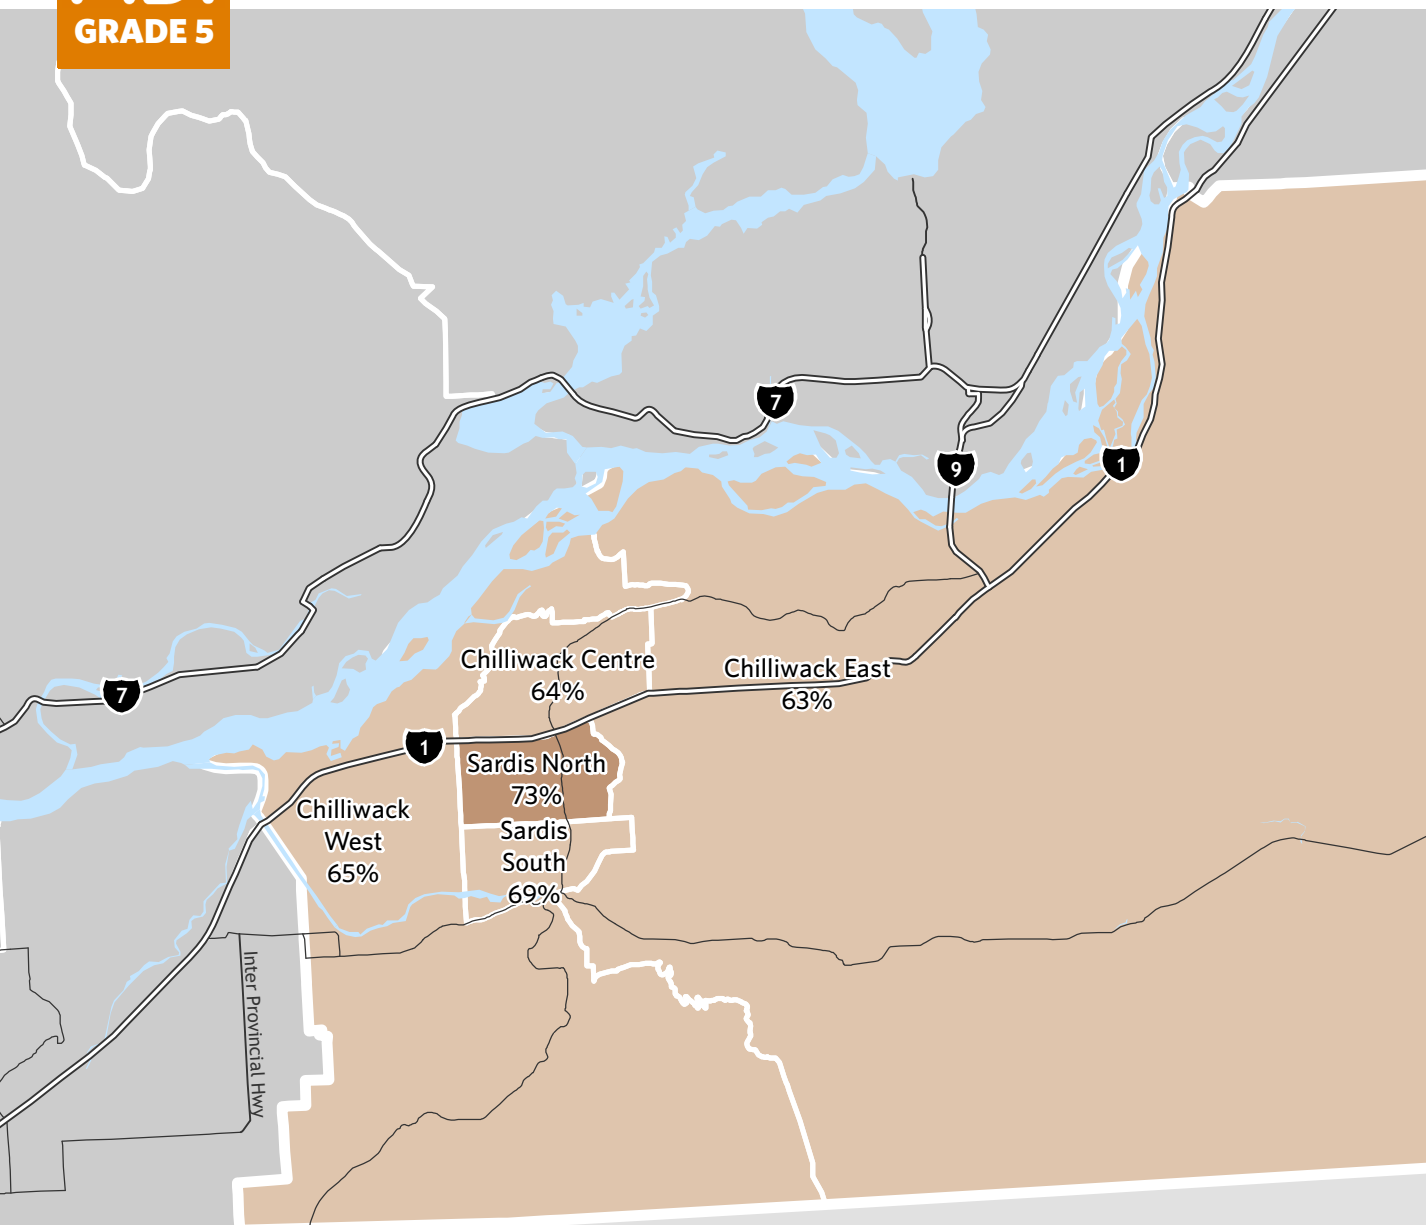 GRADE 5
7
9
1
Chilliwack Centre
64%
Chilliwack East
63%
7
1
Sardis North
73%
Chilliwack
West
65%
Sardis
South
69%
Inter Provincial Hwy